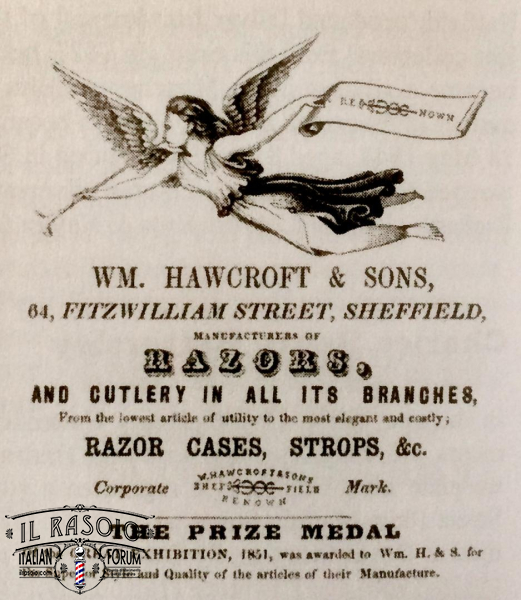 RE NOWN
WM. HAWCROFT & SONS,
64, FITZWILLIAM STREET, SHEFFIELD,
MANUFACTURERS OF
RAZORS,
AND CUTLERY IN ALL ITS BRANCHES,
From the lowest article of utility to the most elegant and costly;
RAZOR CASES, STROPS, &c.
Corporate W. HAWCROFT & SONS SHEF FIELD RENOWN Mark.
THE PRIZE MEDAL
EXHIBITION, 1851, was awarded to Wm. H. & S. for
and Quality of the articles of their Manufacture.
IL RASOIO
ITALIAN FORUM